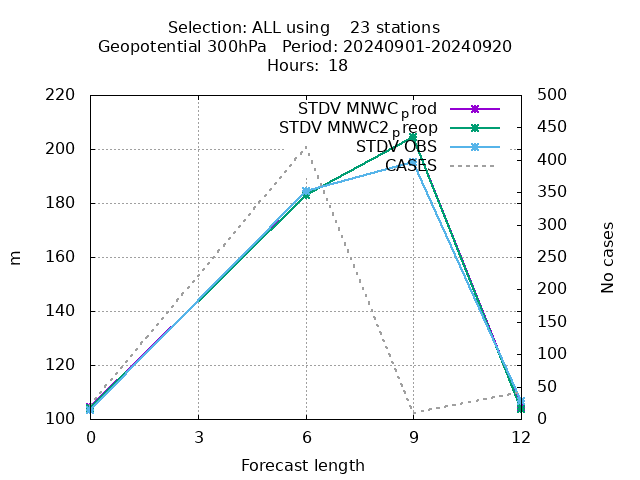 Selection: ALL using 23 stations
Geopotential 300hPa Period: 20240901-20240920
Hours: 18
220
200
180
160
140
120
100
500
450
400
350
300
250
200
150
100
50
0
STDV MNWC_prod
STDV MNWC2_preop
STDV OBS
CASES
m
No cases
0 3 6 9 12
Forecast length